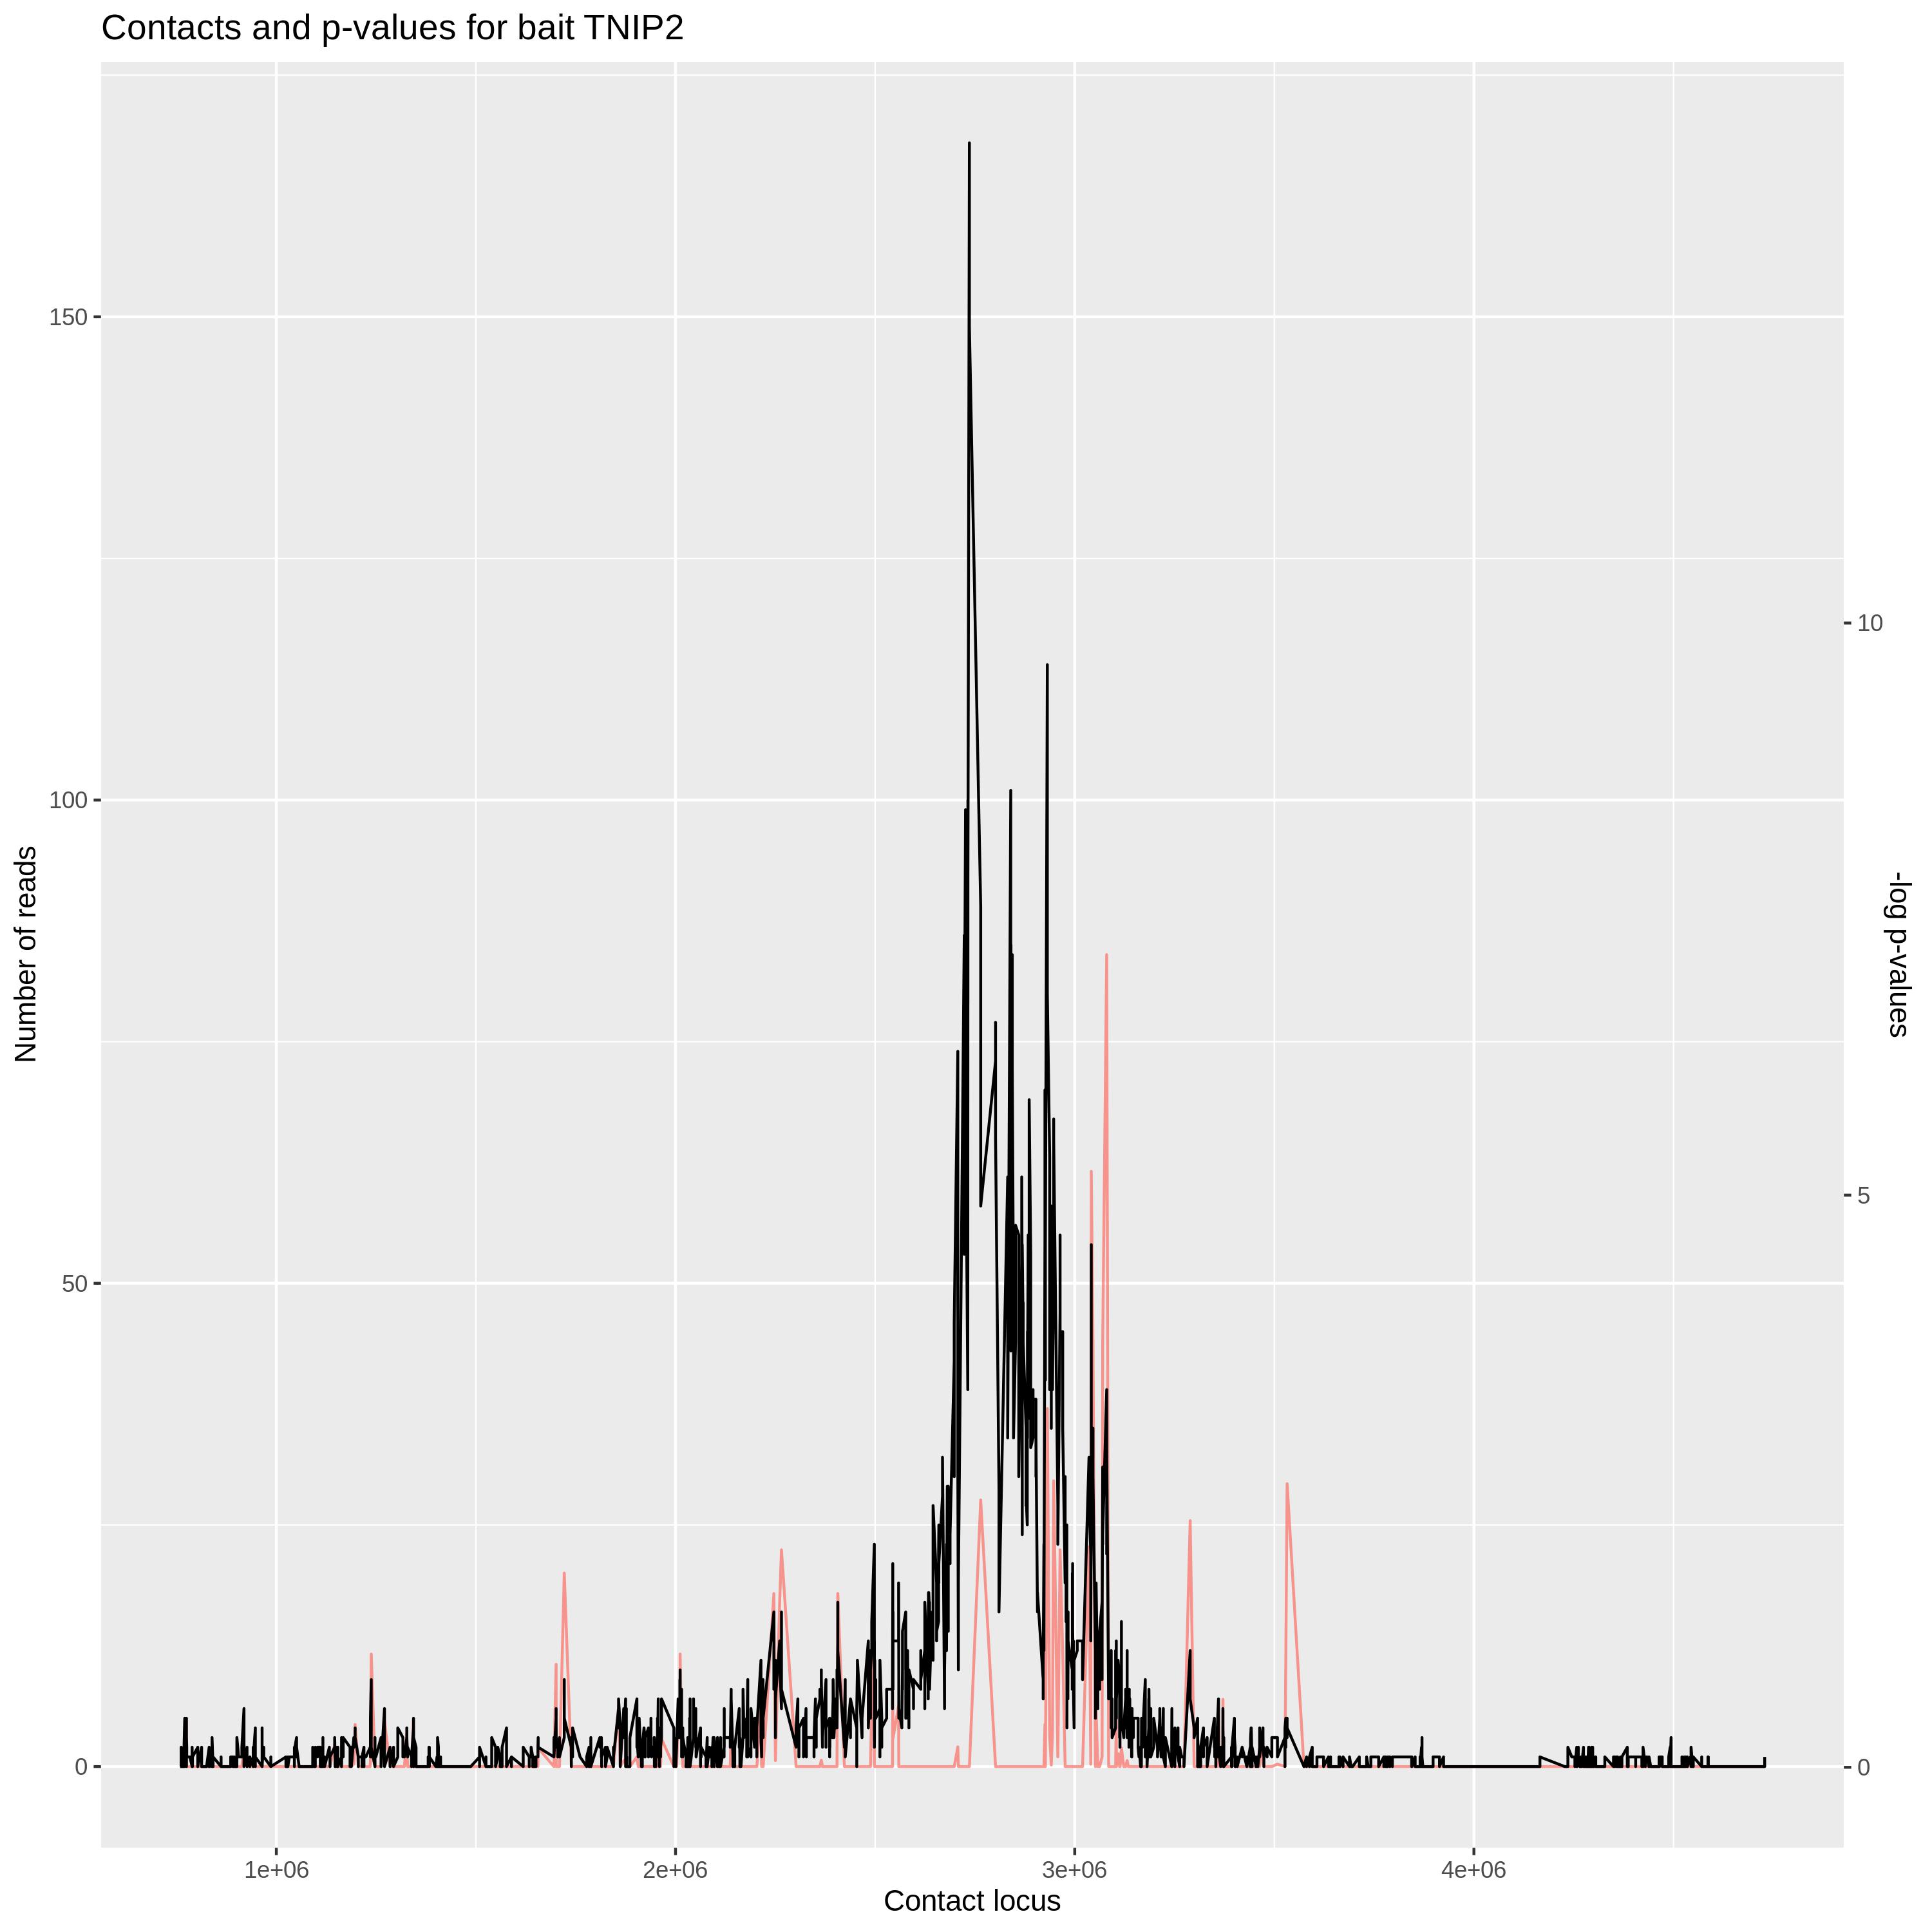 Contacts and p-values for bait TNIP2
150
100
50
0
Number of reads
10
5
0
-log p-values
1e+06
2e+06
3e+06
4e+06
Contact locus